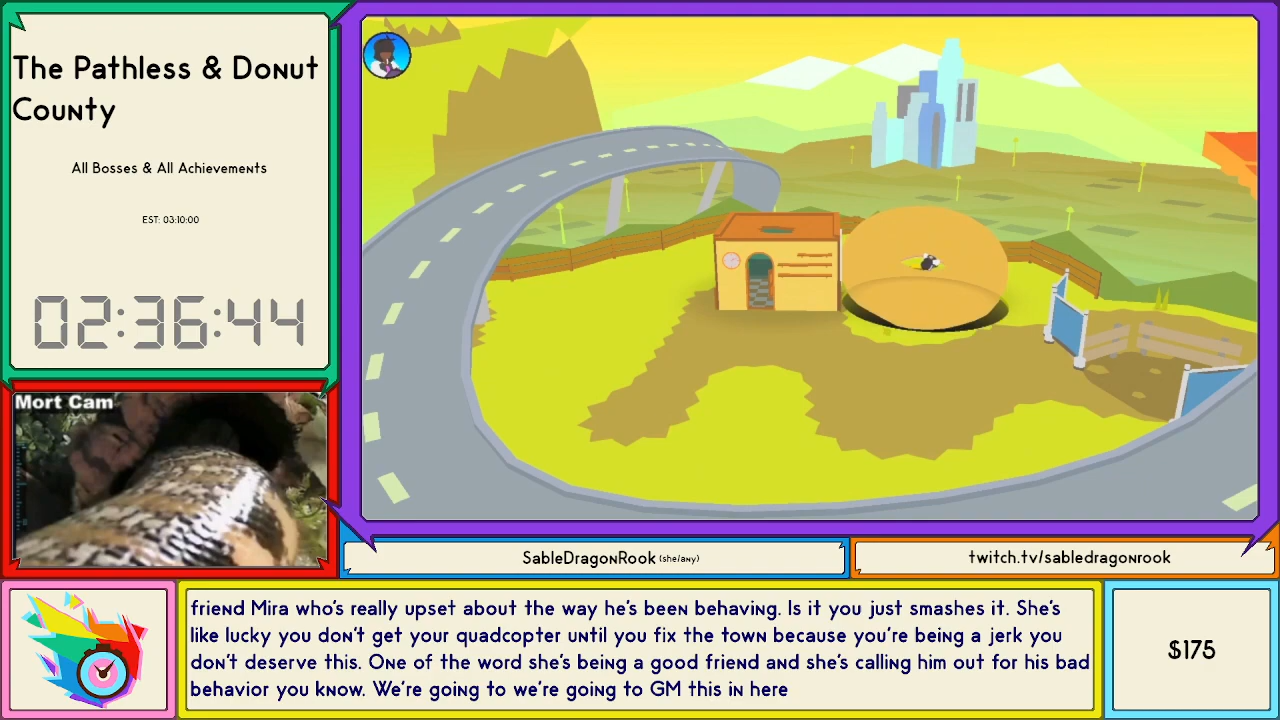 The Pathless & Donut
County
All Bosses & All Achievements
EST: 03:10:00
02:36:44
Mort Cam
SableDragonRook (she/any)
twitch.tv/sabledragonrook
friend Mira who's really upset about the way he's been behaving. Is it you just smashes it. She's
like lucky you don't get your quadcopter until you fix the town because you're being a jerk you
don't deserve this. One of the word she's being a good friend and she's calling him out for his bad
behavior you know. We're going to we're going to GM this in here
$175